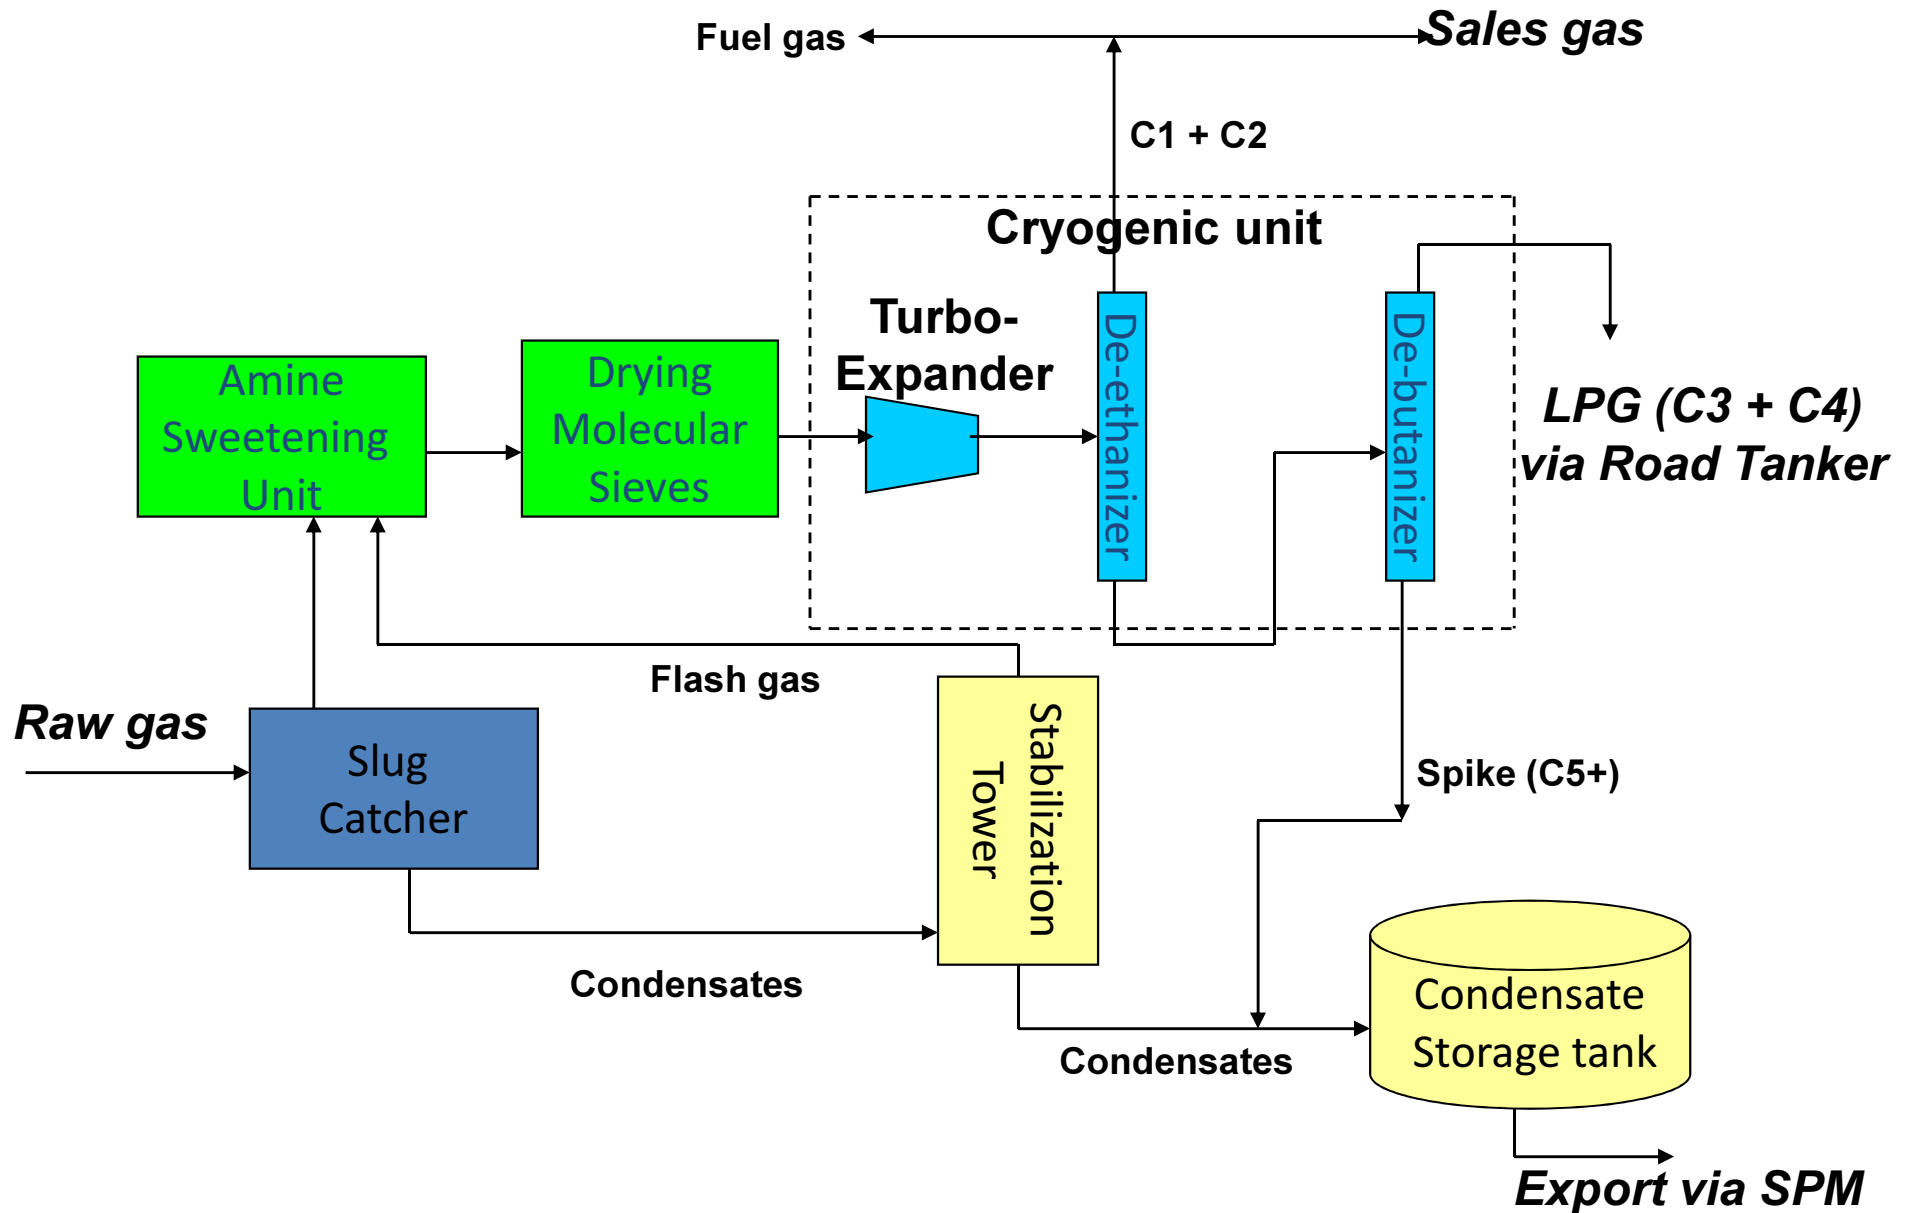 Fuel gas
Sales gas
C1 + C2
Cryogenic unit
Turbo-
Expander
De-ethanizer
De-butanizer
Amine
Sweetening
Unit
Drying
Molecular
Sieves
LPG (C3 + C4)
via Road Tanker
Flash gas
Raw gas
Slug
Catcher
Stabilization
Tower
Spike (C5+)
Condensates
Condensates
Condensate
Storage tank
Export via SPM